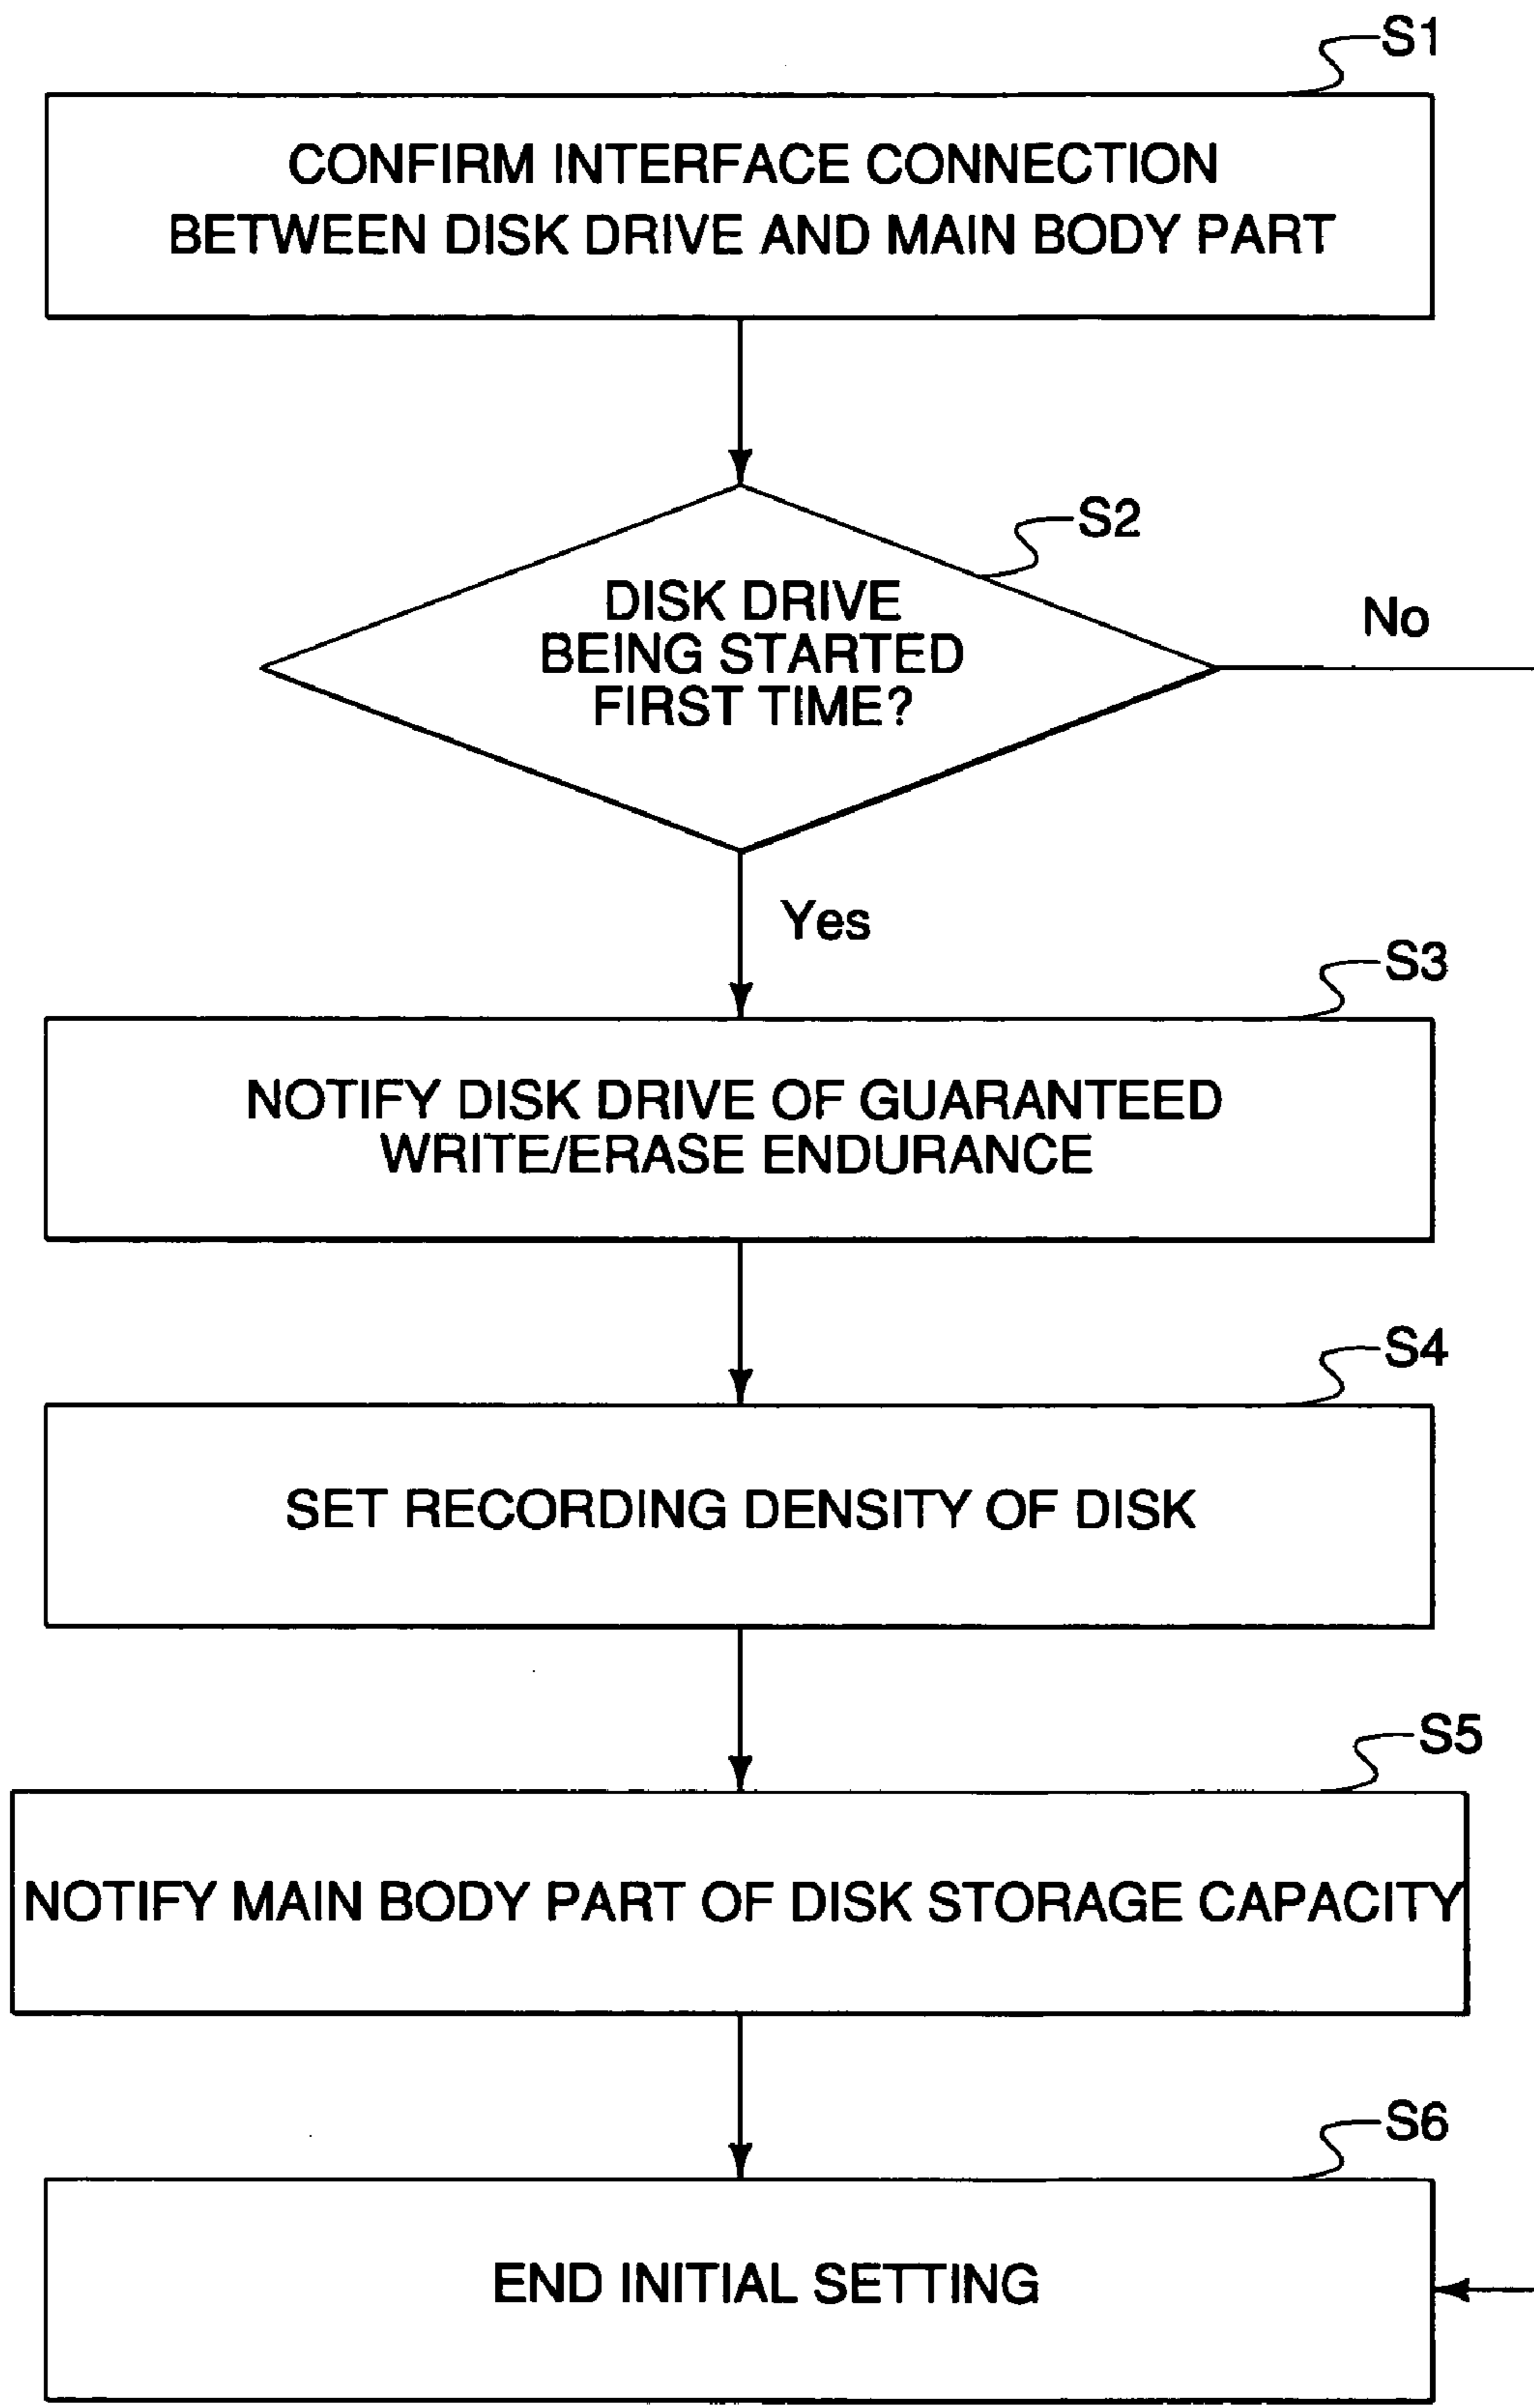 S1
CONFIRM INTERFACE CONNECTION
BETWEEN DISK DRIVE AND MAIN BODY PART
S2
DISK DRIVE
BEING STARTED
FIRST TIME?
No
Yes
S3
NOTIFY DISK DRIVE OF GUARANTEED
WRITE/ERASE ENDURANCE
S4
SET RECORDING DENSITY OF DISK
S5
NOTIFY MAIN BODY PART OF DISK STORAGE CAPACITY
S6
END INITIAL SETTING